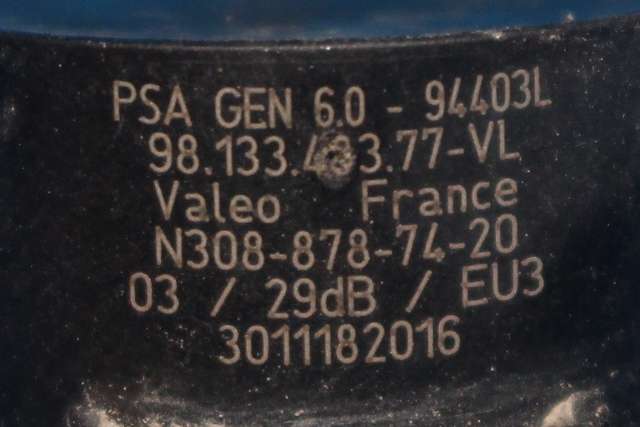 PSA GEN 6.0 - 94403L
Valeo France
N308-878-74-20
03 / 29dB / EU3
3011182016